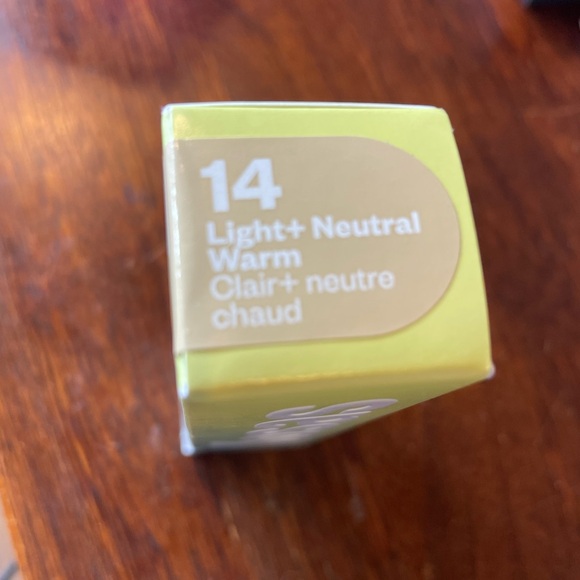 14
Light+ Neutral
Warm
Clair+ neutre
chaud